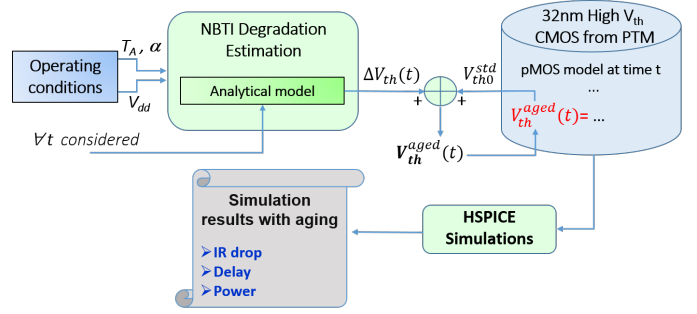 Operating
conditions
T_A, α
V_dd
NBTI Degradation
Estimation
Analytical model
∀t considered
ΔV_th(t)
+
+
V_th0^std
V_th^aged(t)
32nm High V_th
CMOS from PTM
pMOS model at time t
...
V_th^aged(t)= ...
HSPICE
Simulations
Simulation
results with aging
➢IR drop
➢Delay
➢Power